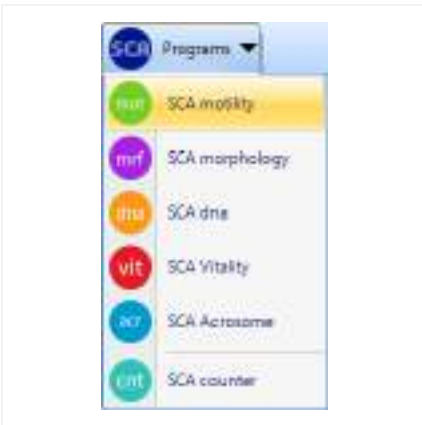 SCA Programs
mot SCA motility
mrf SCA morphology
dna SCA dna
vit SCA Vitality
acr SCA Acrosome
cnt SCA counter